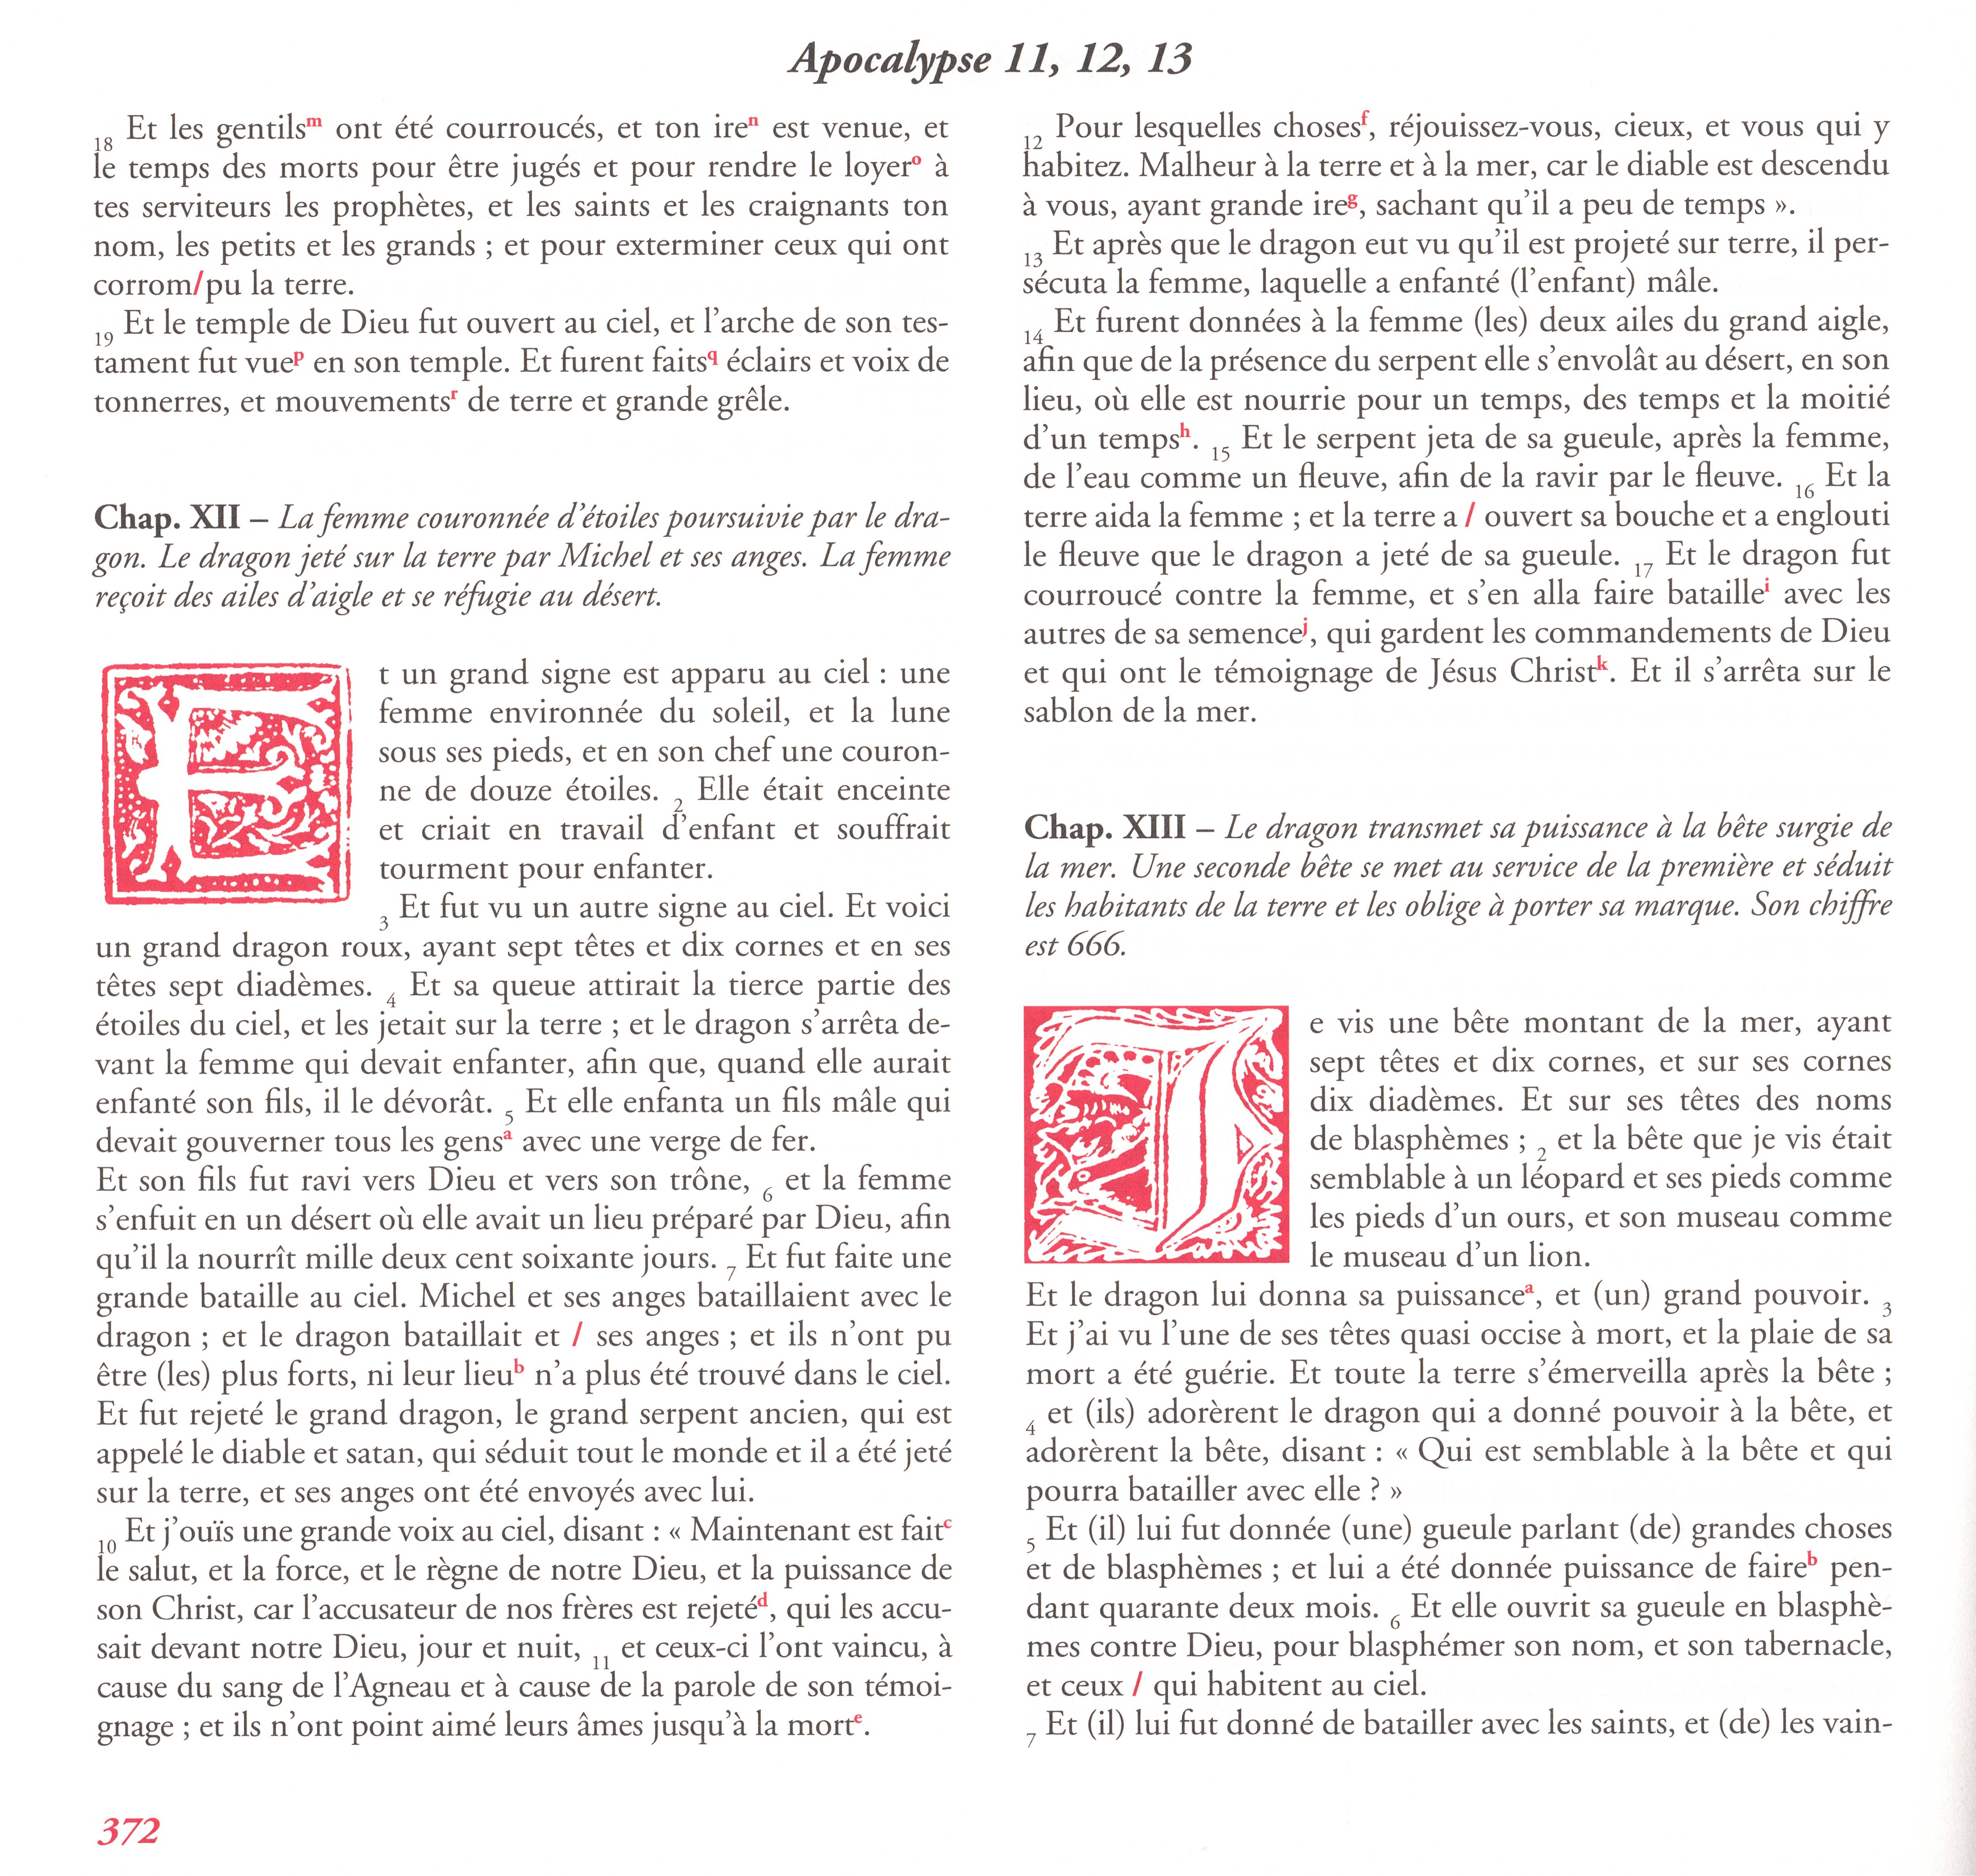 Apocalypse 11, 12, 13
18 Et les gentilsm ont été courroucés, et ton iren est venue, et
le temps des morts pour être jugés et pour rendre le loyero à
tes serviteurs les prophètes, et les saints et les craignants ton
nom, les petits et les grands ; et pour exterminer ceux qui ont
corrom/pu la terre.
19 Et le temple de Dieu fut ouvert au ciel, et l’arche de son tes-
tament fut vuep en son temple. Et furent faitsq éclairs et voix de
tonnerres, et mouvementsr de terre et grande grêle.
Chap. XII – La femme couronnée d’étoiles poursuivie par le dra-
gon. Le dragon jeté sur la terre par Michel et ses anges. La femme
reçoit des ailes d’aigle et se réfugie au désert.
Et un grand signe est apparu au ciel : une
femme environnée du soleil, et la lune
sous ses pieds, et en son chef une couron-
ne de douze étoiles. 2 Elle était enceinte
et criait en travail d’enfant et souffrait
tourment pour enfanter.
3 Et fut vu un autre signe au ciel. Et voici
un grand dragon roux, ayant sept têtes et dix cornes et en ses
têtes sept diadèmes. 4 Et sa queue attirait la tierce partie des
étoiles du ciel, et les jetait sur la terre ; et le dragon s’arrêta de-
vant la femme qui devait enfanter, afin que, quand elle aurait
enfanté son fils, il le dévorât. 5 Et elle enfanta un fils mâle qui
devait gouverner tous les gensa avec une verge de fer.
Et son fils fut ravi vers Dieu et vers son trône, 6 et la femme
s’enfuit en un désert où elle avait un lieu préparé par Dieu, afin
qu’il la nourrît mille deux cent soixante jours. 7 Et fut faite une
grande bataille au ciel. Michel et ses anges bataillaient avec le
dragon ; et le dragon bataillait et / ses anges ; et ils n’ont pu
être (les) plus forts, ni leur lieub n’a plus été trouvé dans le ciel.
Et fut rejeté le grand dragon, le grand serpent ancien, qui est
appelé le diable et satan, qui séduit tout le monde et il a été jeté
sur la terre, et ses anges ont été envoyés avec lui.
10 Et j’ouïs une grande voix au ciel, disant : « Maintenant est faitc
le salut, et la force, et le règne de notre Dieu, et la puissance de
son Christ, car l’accusateur de nos frères est rejetéd, qui les accu-
sait devant notre Dieu, jour et nuit, 11 et ceux-ci l’ont vaincu, à
cause du sang de l’Agneau et à cause de la parole de son témoi-
gnage ; et ils n’ont point aimé leurs âmes jusqu’à la morte.
12 Pour lesquelles chosesf, réjouissez-vous, cieux, et vous qui y
habitez. Malheur à la terre et à la mer, car le diable est descendu
à vous, ayant grande ireg, sachant qu’il a peu de temps ».
13 Et après que le dragon eut vu qu’il est projeté sur terre, il per-
sécuta la femme, laquelle a enfanté (l’enfant) mâle.
14 Et furent données à la femme (les) deux ailes du grand aigle,
afin que de la présence du serpent elle s’envolât au désert, en son
lieu, où elle est nourrie pour un temps, des temps et la moitié
d’un tempsh. 15 Et le serpent jeta de sa gueule, après la femme,
de l’eau comme un fleuve, afin de la ravir par le fleuve. 16 Et la
terre aida la femme ; et la terre a / ouvert sa bouche et a englouti
le fleuve que le dragon a jeté de sa gueule. 17 Et le dragon fut
courroucé contre la femme, et s’en alla faire bataillei avec les
autres de sa semencej, qui gardent les commandements de Dieu
et qui ont le témoignage de Jésus Christk. Et il s’arrêta sur le
sablon de la mer.
Chap. XIII – Le dragon transmet sa puissance à la bête surgie de
la mer. Une seconde bête se met au service de la première et séduit
les habitants de la terre et les oblige à porter sa marque. Son chiffre
est 666.
Je vis une bête montant de la mer, ayant
sept têtes et dix cornes, et sur ses cornes
dix diadèmes. Et sur ses têtes des noms
de blasphèmes ; 2 et la bête que je vis était
semblable à un léopard et ses pieds comme
les pieds d’un ours, et son museau comme
le museau d’un lion.
Et le dragon lui donna sa puissancea, et (un) grand pouvoir. 3
Et j’ai vu l’une de ses têtes quasi occise à mort, et la plaie de sa
mort a été guérie. Et toute la terre s’émerveilla après la bête ;
4 et (ils) adorèrent le dragon qui a donné pouvoir à la bête, et
adorèrent la bête, disant : « Qui est semblable à la bête et qui
pourra batailler avec elle ? »
5 Et (il) lui fut donnée (une) gueule parlant (de) grandes choses
et de blasphèmes ; et lui a été donnée puissance de faireb pen-
dant quarante deux mois. 6 Et elle ouvrit sa gueule en blasphè-
mes contre Dieu, pour blasphémer son nom, et son tabernacle,
et ceux / qui habitent au ciel.
7 Et (il) lui fut donné de batailler avec les saints, et (de) les vain-
372